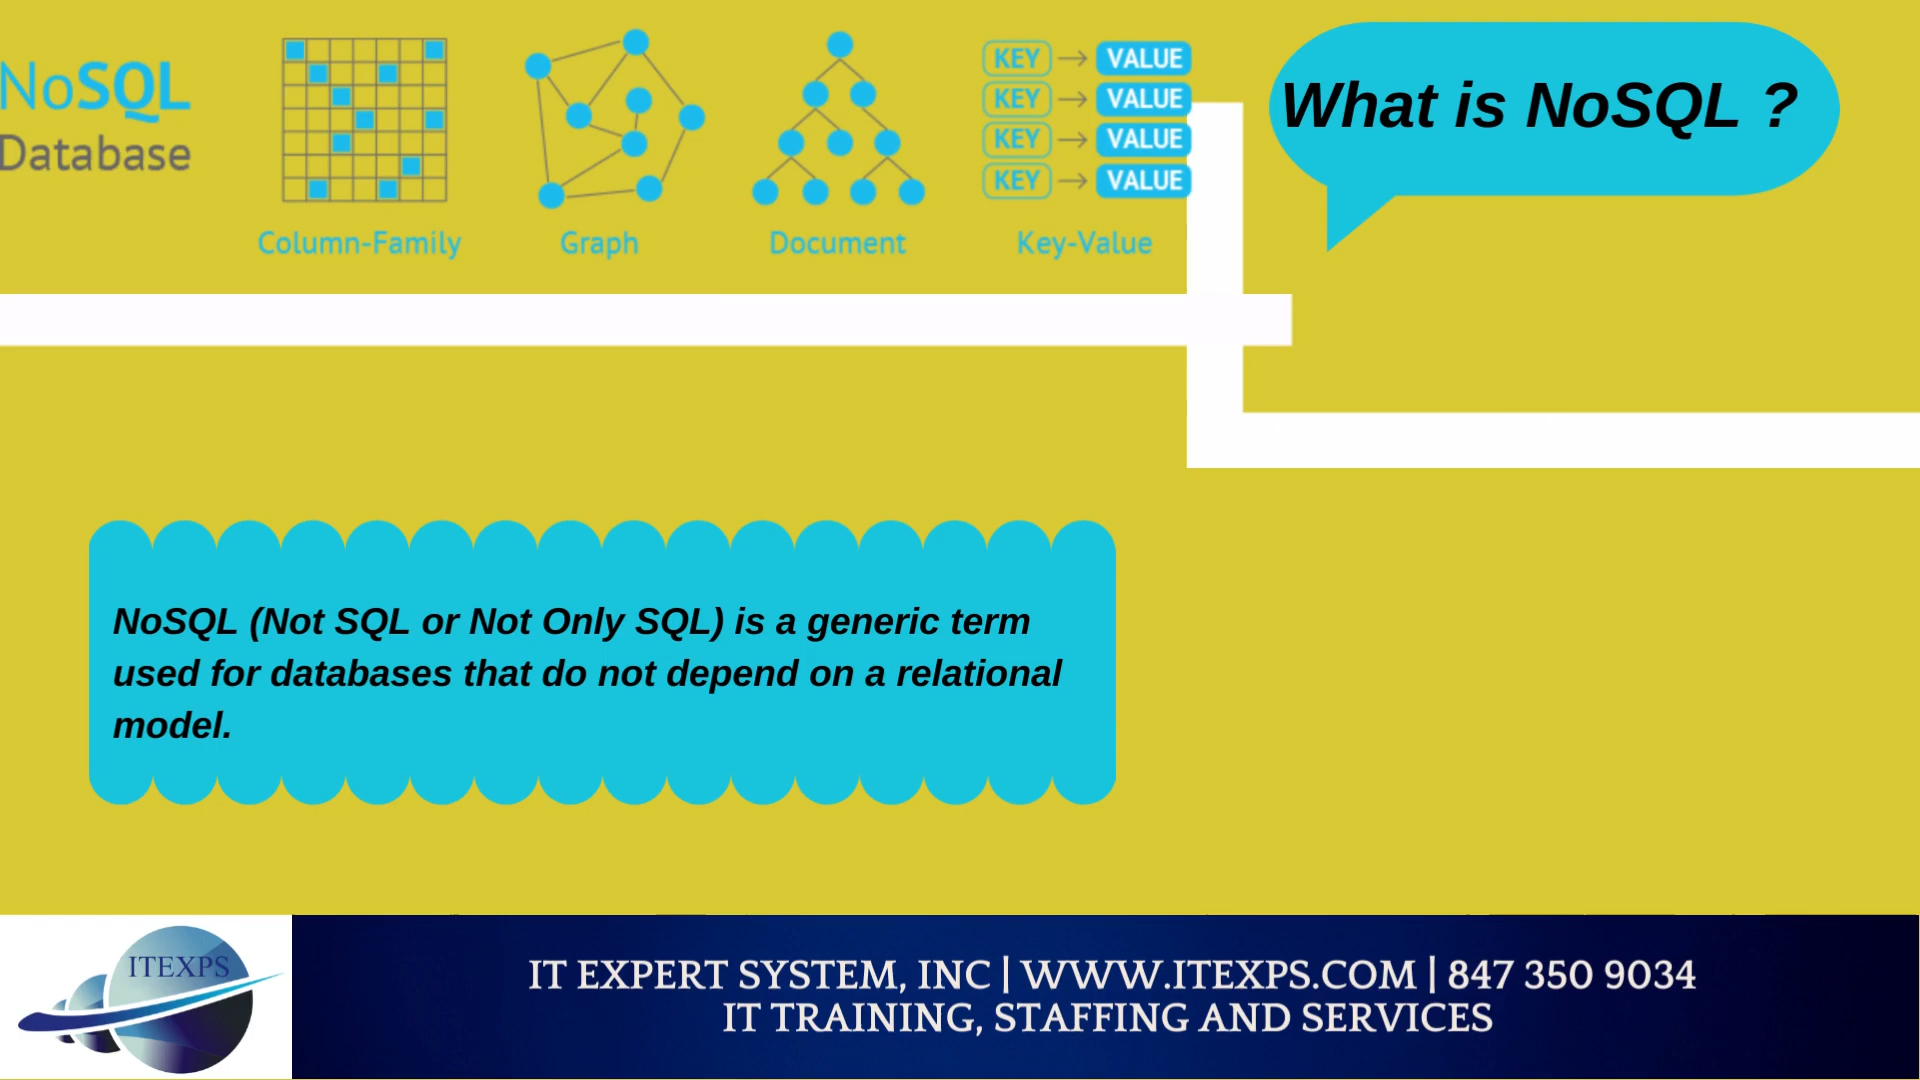 NoSQL
Database
Column-Family
Graph
Document
KEY → VALUE
KEY → VALUE
KEY → VALUE
KEY → VALUE
Key-Value
What is NoSQL ?
NoSQL (Not SQL or Not Only SQL) is a generic term
used for databases that do not depend on a relational
model.
ITEXPS
IT EXPERT SYSTEM, INC | WWW.ITEXPS.COM | 847 350 9034
IT TRAINING, STAFFING AND SERVICES